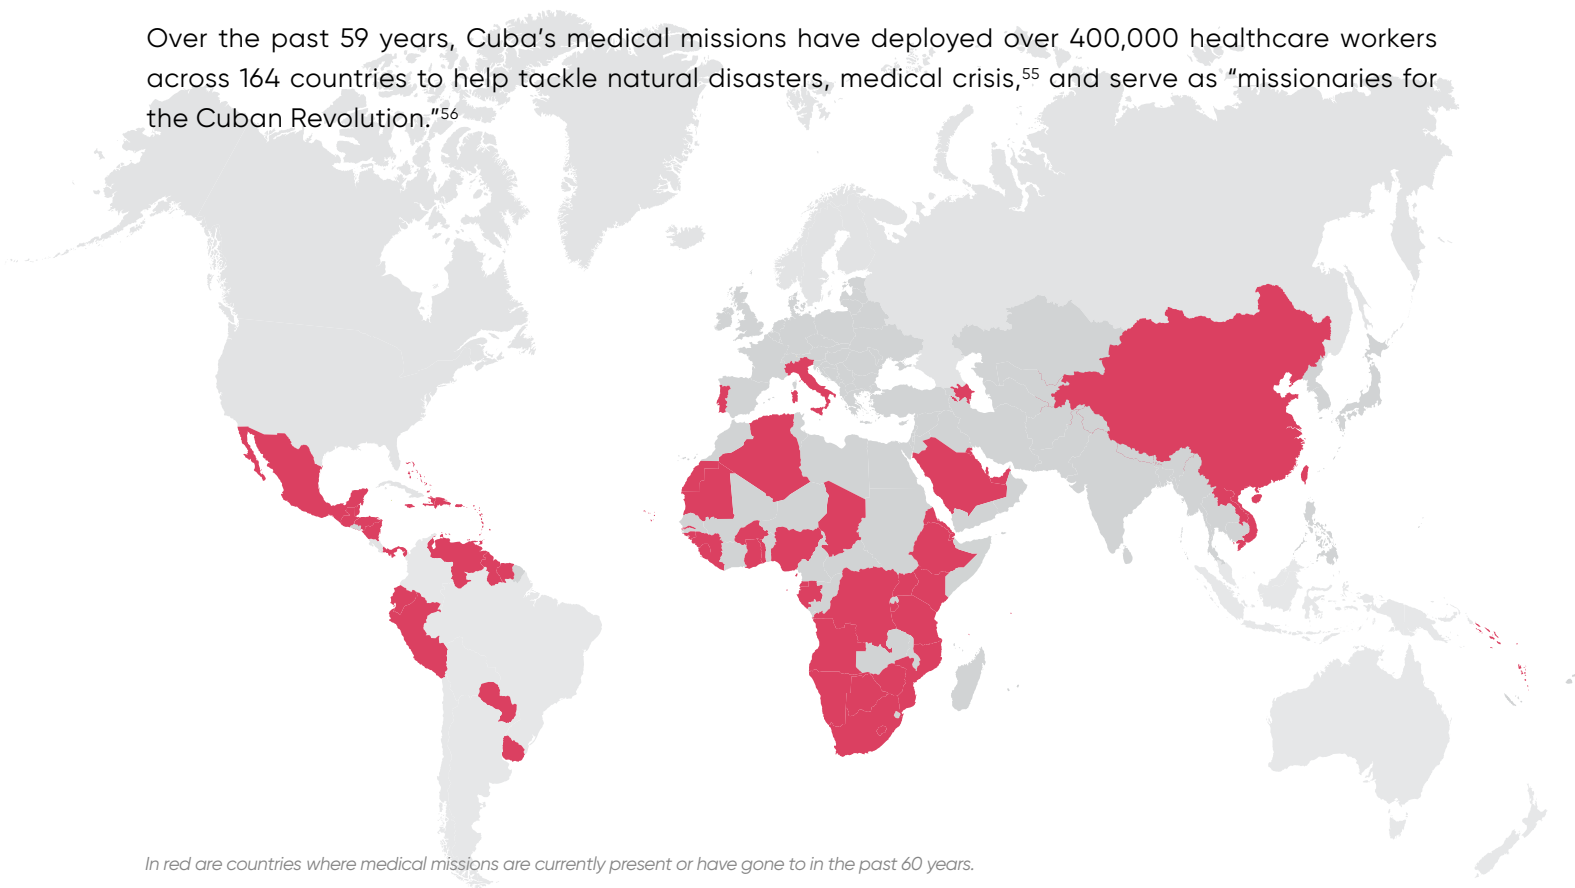 Over the past 59 years, Cuba’s medical missions have deployed over 400,000 healthcare workers
across 164 countries to help tackle natural disasters, medical crisis,55 and serve as “missionaries for
the Cuban Revolution.”56
In red are countries where medical missions are currently present or have gone to in the past 60 years.